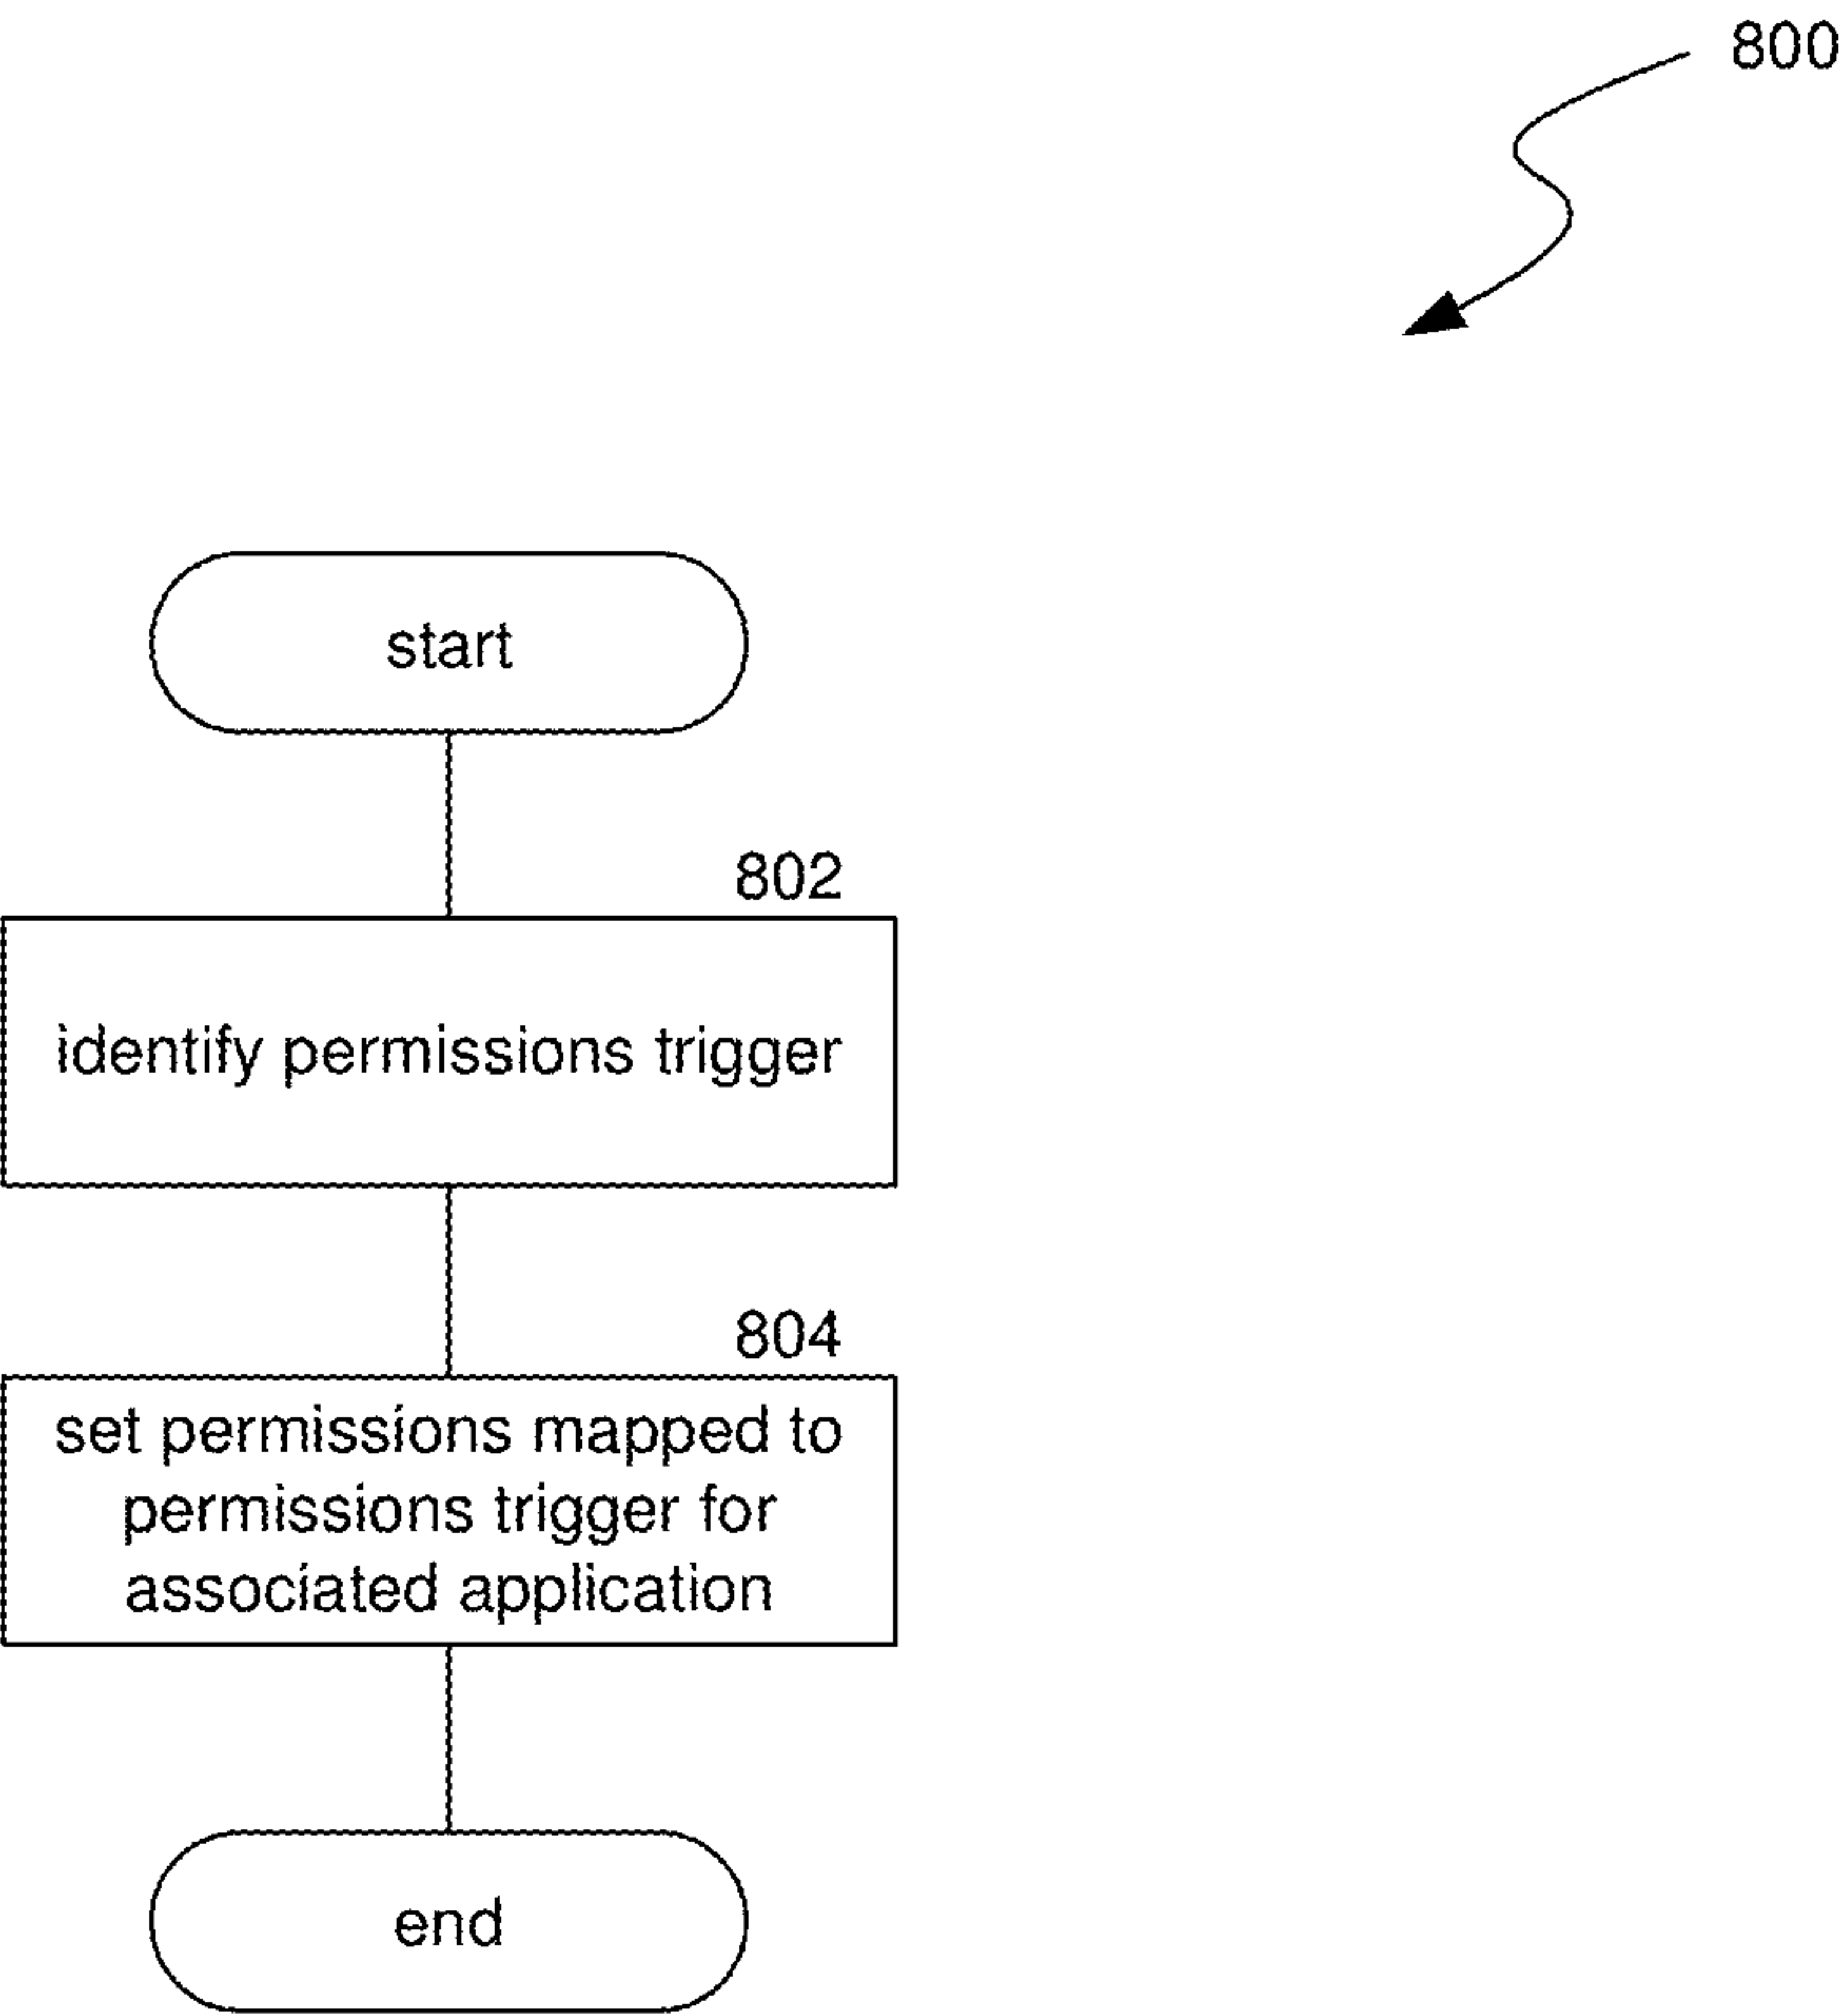 800
start
802
identify permissions trigger
804
set permissions mapped to
permissions trigger for
associated application
end